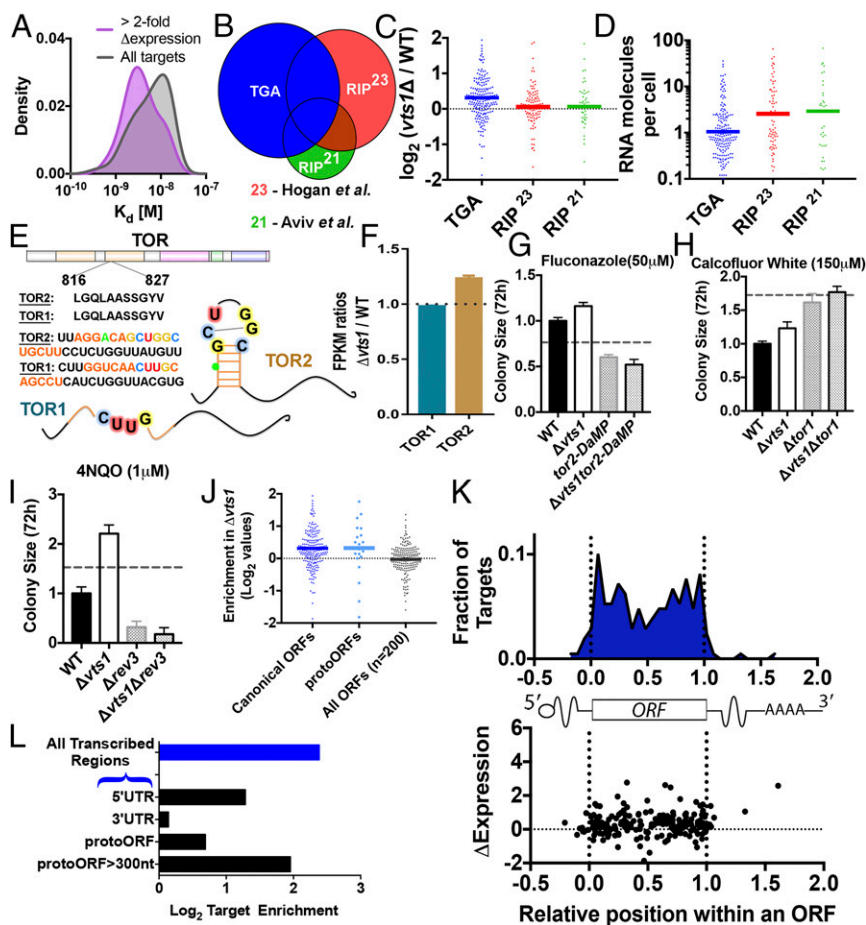 A
> 2-fold
Δexpression
All targets
0.04
0.02
0.00
Density
10-10 10-9 10-8 10-7
Kd [M]
B
TGA
RIP23
RIP21
23 - Hogan et al.
21 - Aviv et al.
C
log2 (vts1Δ / WT)
2
1
0
-1
-2
TGA
RIP 23
RIP 21
D
RNA molecules
per cell
100
10
1
0.1
TGA
RIP 23
RIP 21
E
TOR
816 827
TOR2: LGQLAASSGYV
TOR1: LGQLAASSGYV
TOR2: UUAGGACAGCUGGC
UGCUUCCUCUGGUUAUGUU
TOR1: CUUGGUCAACUUGC
AGCCUCAUCUGGUUACGUG
U G
C G
G C
TOR2
TOR1
C U U G
F
FPKM ratios
Δvts1 / WT
1.5
1.0
0.5
0.0
TOR1
TOR2
G
Fluconazole(50μM)
Colony Size (72h)
1.5
1.0
0.5
0.0
WT
Δvts1
tor2-DaMP
Δvts1tor2-DaMP
H
Calcofluor White (150μM)
Colony Size (72h)
2.0
1.5
1.0
0.5
0.0
WT
Δvts1
Δtor1
Δvts1Δtor1
I
4NQO (1μM)
Colony Size (72h)
3
2
1
0
WT
Δvts1
Δrev3
Δvts1Δrev3
J
Enrichment in Δvts1
(Log2 values)
2
1
0
-1
-2
Canonical ORFs
protoORFs
All ORFs (n=200)
K
Fraction of
Targets
0.1
0.0
-0.5 0.0 0.5 1.0 1.5 2.0
5′ ORF AAAA 3′
ΔExpression
6
4
2
0
-2
-0.5 0.0 0.5 1.0 1.5 2.0
Relative position within an ORF
L
All Transcribed
Regions
5'UTR
3'UTR
protoORF
protoORF>300nt
0 1 2 3
Log2 Target Enrichment